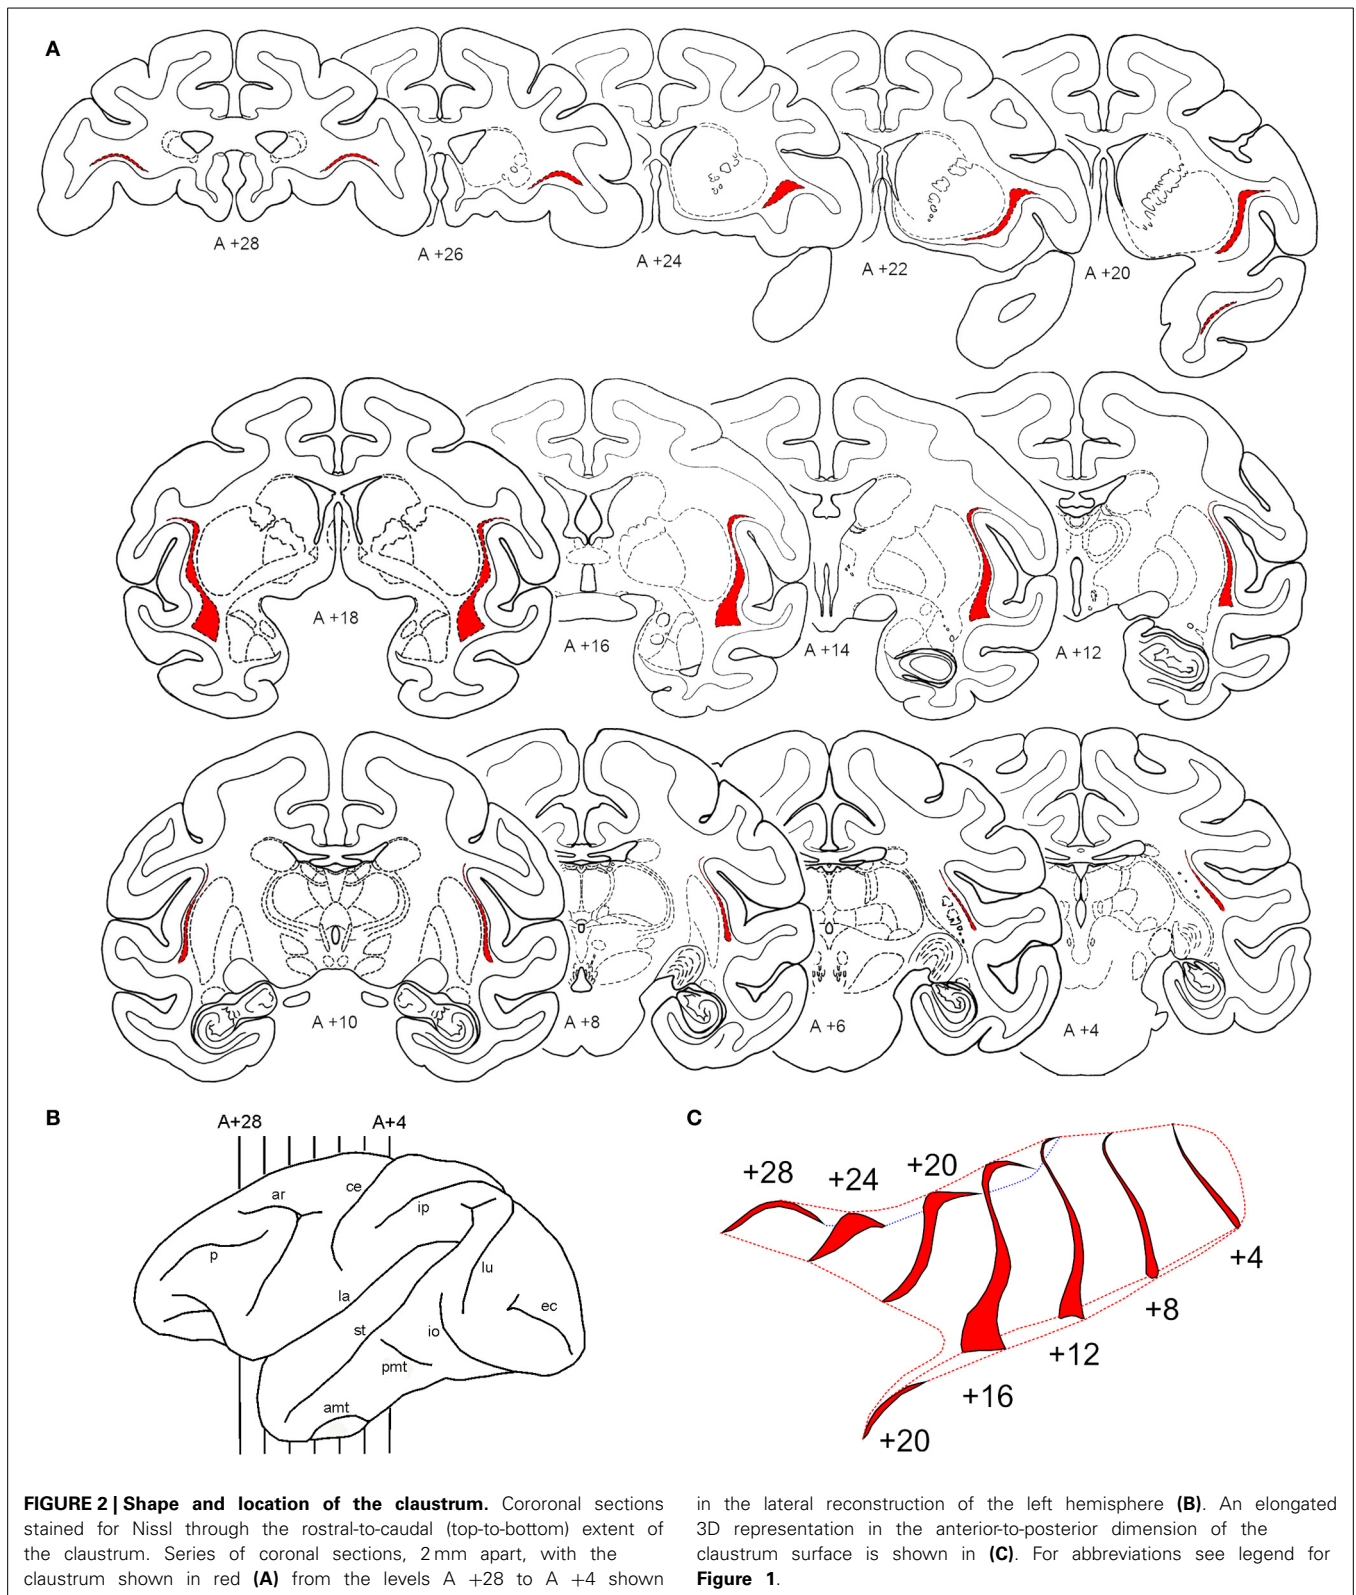 A
A +28
A +26
A +24
A +22
A +20
A +18
A +16
A +14
A +12
A +10
A +8
A +6
A +4
B
A+28
A+4
ar
ce
ip
p
lu
la
ec
st
io
pmt
amt
C
+28
+24
+20
+4
+8
+12
+16
+20
FIGURE 2 | Shape and location of the claustrum. Cororonal sections
stained for Nissl through the rostral-to-caudal (top-to-bottom) extent of
the claustrum. Series of coronal sections, 2 mm apart, with the
claustrum shown in red (A) from the levels A +28 to A +4 shown
in the lateral reconstruction of the left hemisphere (B). An elongated
3D representation in the anterior-to-posterior dimension of the
claustrum surface is shown in (C). For abbreviations see legend for
Figure 1.